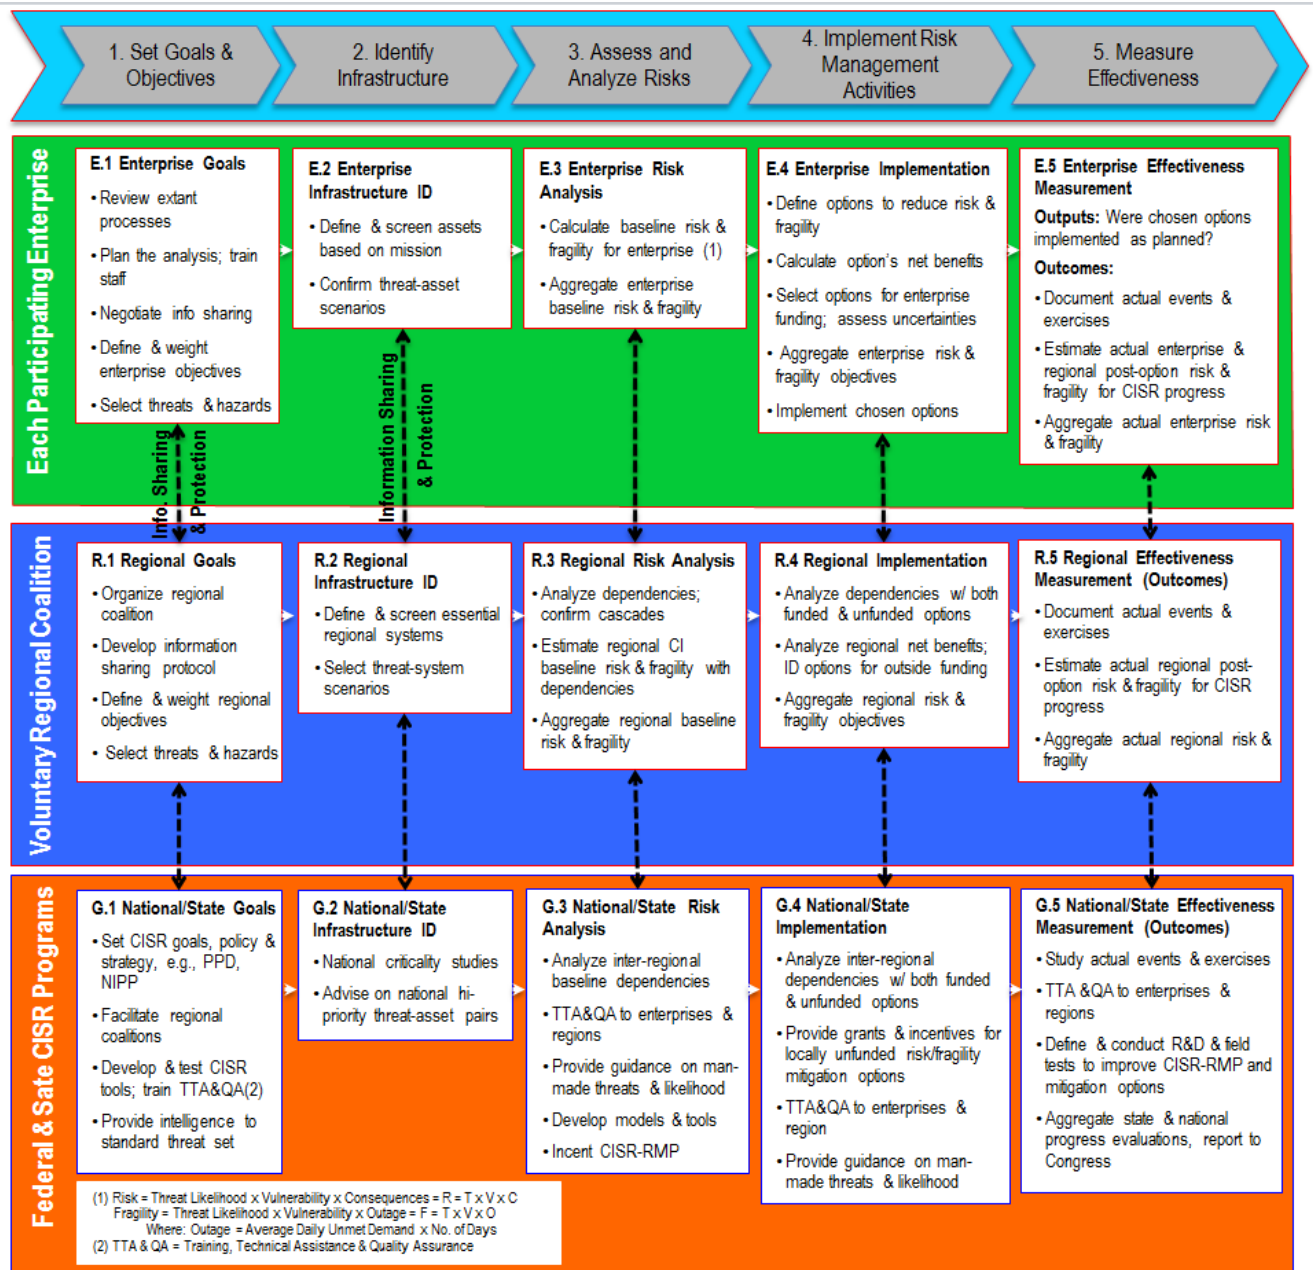 1. Set Goals &
Objectives
2. Identify
Infrastructure
3. Assess and
Analyze Risks
4. Implement Risk
Management
Activities
5. Measure
Effectiveness
Each Participating Enterprise
E.1 Enterprise Goals
• Review extant
processes
• Plan the analysis; train
staff
• Negotiate info sharing
• Define & weight
enterprise objectives
• Select threats & hazards
E.2 Enterprise
Infrastructure ID
• Define & screen assets
based on mission
• Confirm threat-asset
scenarios
E.3 Enterprise Risk
Analysis
• Calculate baseline risk &
fragility for enterprise (1)
• Aggregate enterprise
baseline risk & fragility
E.4 Enterprise Implementation
• Define options to reduce risk &
fragility
• Calculate option's net benefits
• Select options for enterprise
funding; assess uncertainties
• Aggregate enterprise risk &
fragility objectives
• Implement chosen options
E.5 Enterprise Effectiveness
Measurement
Outputs: Were chosen options
implemented as planned?
Outcomes:
• Document actual events &
exercises
• Estimate actual enterprise &
regional post-option risk &
fragility for CISR progress
• Aggregate actual enterprise risk
& fragility
Info. Sharing
& Protection
Information Sharing
& Protection
Voluntary Regional Coalition
R.1 Regional Goals
• Organize regional
coalition
• Develop information
sharing protocol
• Define & weight regional
objectives
• Select threats & hazards
R.2 Regional
Infrastructure ID
• Define & screen essential
regional systems
• Select threat-system
scenarios
R.3 Regional Risk Analysis
• Analyze dependencies;
confirm cascades
• Estimate regional CI
baseline risk & fragility with
dependencies
• Aggregate regional baseline
risk & fragility
R.4 Regional Implementation
• Analyze dependencies w/ both
funded & unfunded options
• Analyze regional net benefits;
ID options for outside funding
• Aggregate regional risk &
fragility objectives
R.5 Regional Effectiveness
Measurement (Outcomes)
• Document actual events &
exercises
• Estimate actual regional post-
option risk & fragility for CISR
progress
• Aggregate actual regional risk &
fragility
Federal & Sate CISR Programs
G.1 National/State Goals
• Set CISR goals, policy &
strategy, e.g., PPD,
NIPP
• Facilitate regional
coalitions
• Develop & test CISR
tools; train TTA&QA(2)
• Provide intelligence to
standard threat set
G.2 National/State
Infrastructure ID
• National criticality studies
• Advise on national hi-
priority threat-asset pairs
G.3 National/State Risk
Analysis
• Analyze inter-regional
baseline dependencies
• TTA&QA to enterprises &
regions
• Provide guidance on man-
made threats & likelihood
• Develop models & tools
• Incent CISR-RMP
G.4 National/State
Implementation
• Analyze inter-regional
dependencies w/ both funded
& unfunded options
• Provide grants & incentives for
locally unfunded risk/fragility
mitigation options
• TTA&QA to enterprises &
region
• Provide guidance on man-
made threats & likelihood
G.5 National/State Effectiveness
Measurement (Outcomes)
• Study actual events & exercises
• TTA &QA to enterprises &
regions
• Define & conduct R&D & field
tests to improve CISR-RMP and
mitigation options
• Aggregate state & national
progress evaluations, report to
Congress
(1) Risk = Threat Likelihood x Vulnerability x Consequences = R = T x V x C
Fragility = Threat Likelihood x Vulnerability x Outage = F = T x V x O
Where: Outage = Average Daily Unmet Demand x No. of Days
(2) TTA & QA = Training, Technical Assistance & Quality Assurance